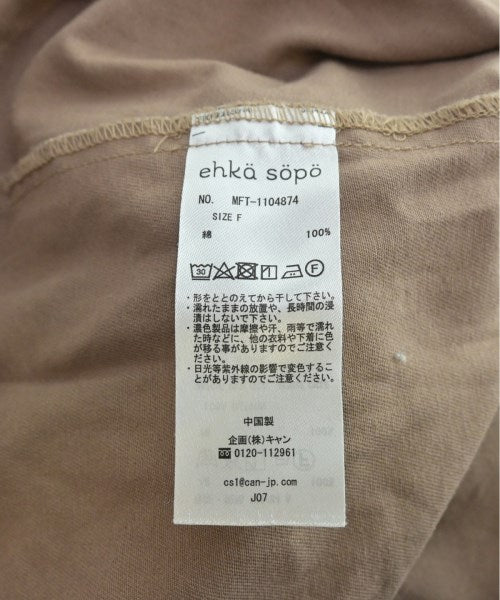 ehkä söpö
NO. MFT-1104874
SIZE F
綿 100%
30 F
・形をととのえてから干して下さい。
・濡れたままの放置や、長時間の浸
漬はしないで下さい。
・濃色製品は摩擦や汗、雨等で濡れ
た時などに、他の衣料や下着に色
が移る事がありますのでご注意く
ださい。
・日光等紫外線の影響で変色するこ
とがありますのでご注意ください。
中国製
企画(株)キャン
0120-112961
cs1@can-jp.com
J07